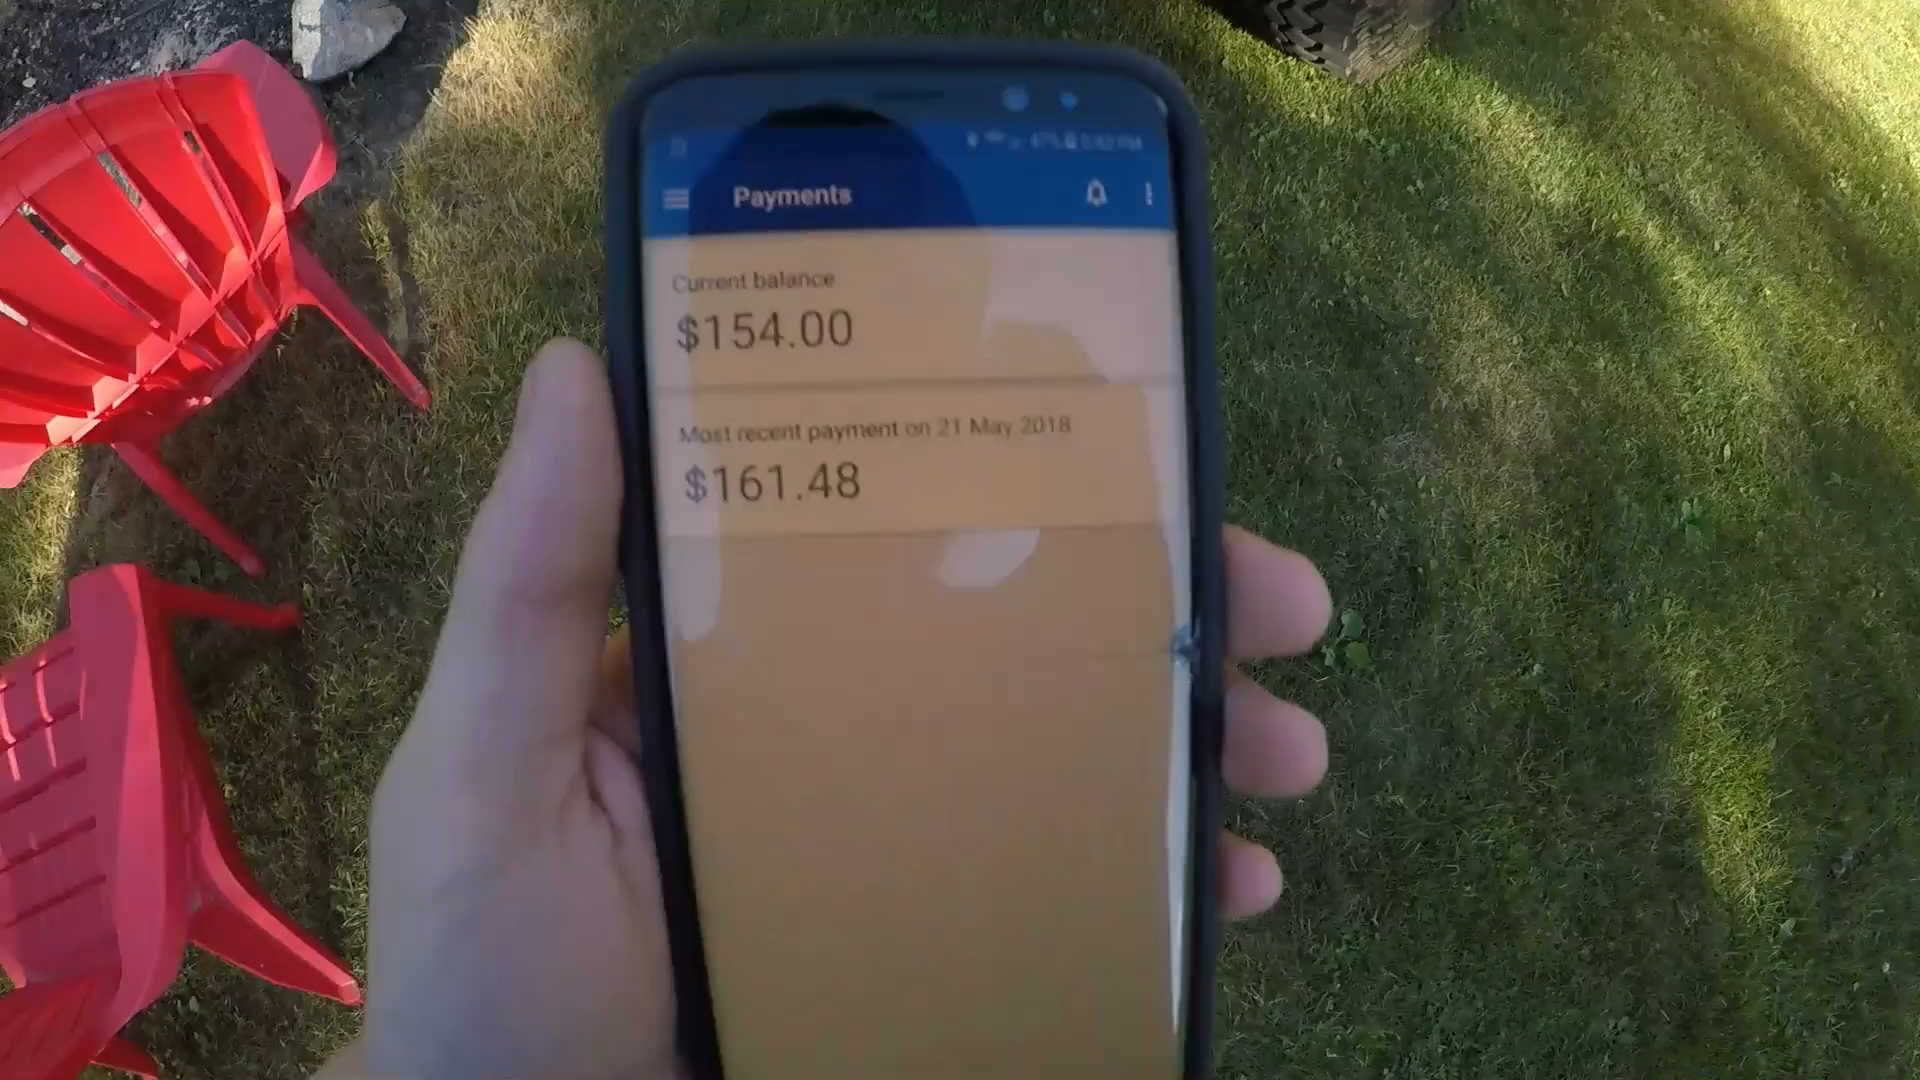 Payments
Current balance
$154.00
Most recent payment on 21 May 2018
$161.48